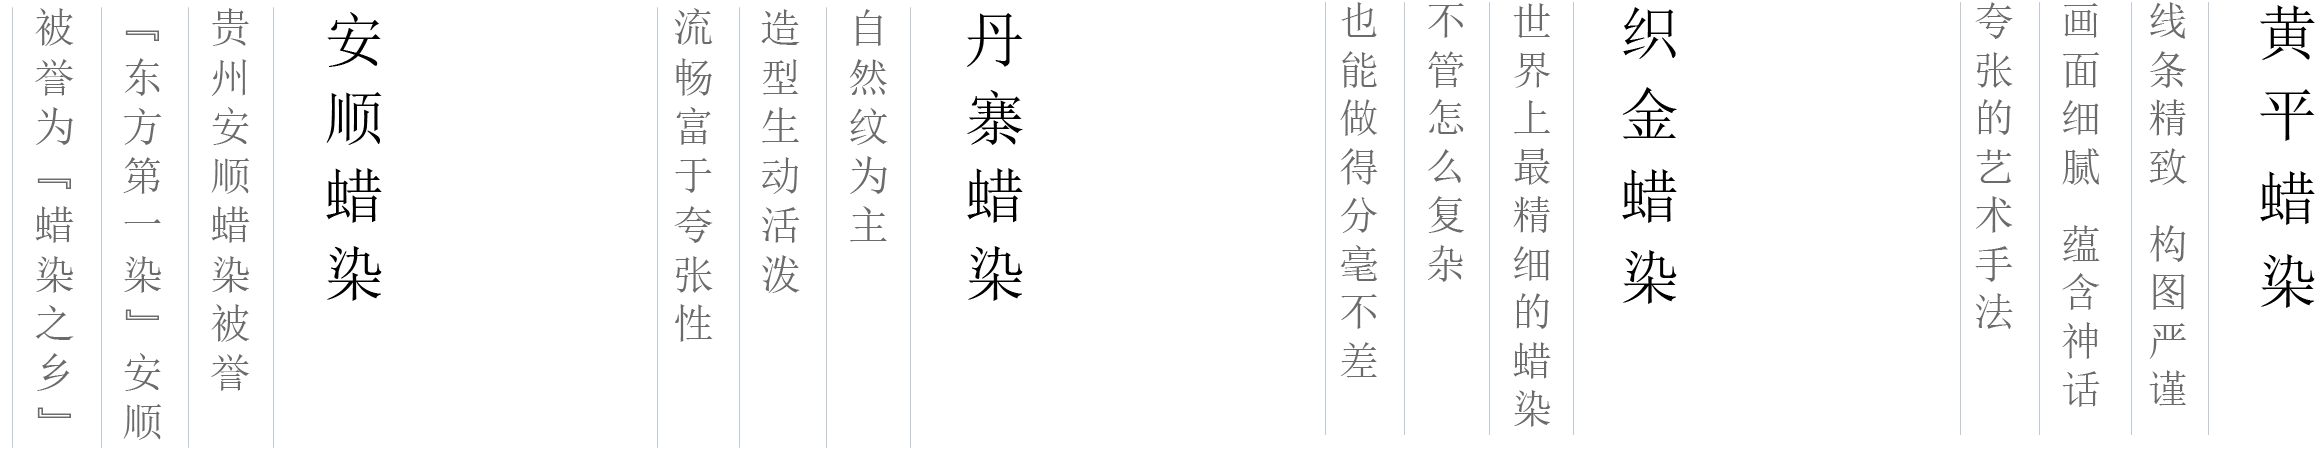 黄平蜡染
线条精致 构图严谨
画面细腻 蕴含神话
夸张的艺术手法
织金蜡染
世界上最精细的蜡染
不管怎么复杂
也能做得分毫不差
丹寨蜡染
自然纹为主
造型生动活泼
流畅富于夸张性
安顺蜡染
贵州安顺蜡染被誉
『东方第一染』安顺
被誉为『蜡染之乡』